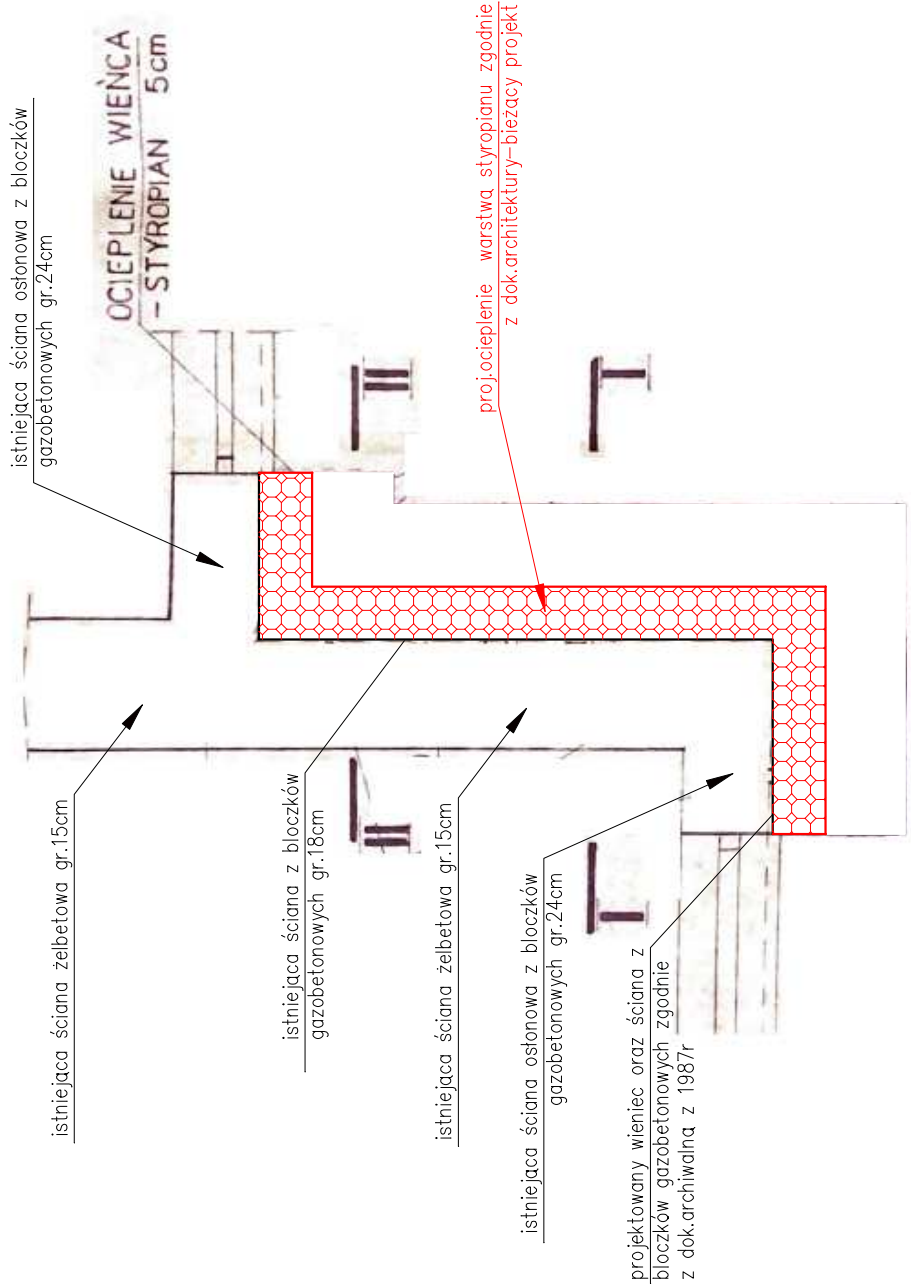 istniejąca ściana żelbetowa gr.15cm
istniejąca ściana osłonowa z bloczków
gazobetonowych gr.24cm
OCIEPLENIE WIEŃCA
- STYROPIAN 5cm
istniejąca ściana z bloczków
gazobetonowych gr.18cm
istniejąca ściana żelbetowa gr.15cm
proj.ocieplenie warstwą styropianu zgodnie
z dok.architektury-bieżący projekt
istniejąca ściana osłonowa z bloczków
gazobetonowych gr.24cm
projektowany wieniec oraz ściana z
bloczków gazobetonowych zgodnie
z dok.archiwalną z 1987r
II
II
I
I